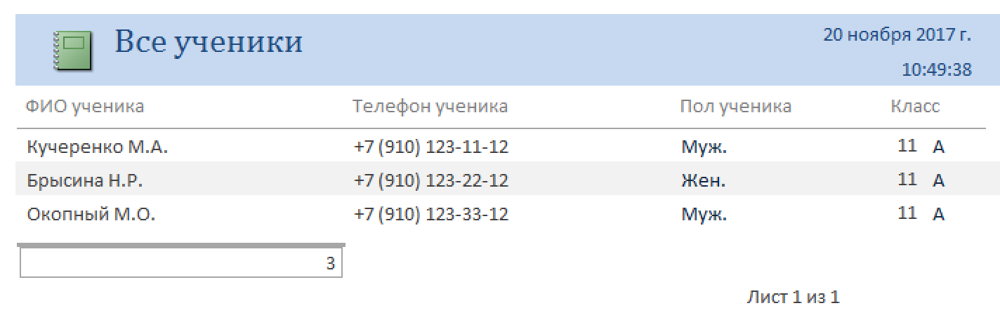 Все ученики
20 ноября 2017 г.
10:49:38
ФИО ученика Телефон ученика Пол ученика Класс
Кучеренко М.А. +7 (910) 123-11-12 Муж. 11 А
Брысина Н.Р. +7 (910) 123-22-12 Жен. 11 А
Окопный М.О. +7 (910) 123-33-12 Муж. 11 А
3
Лист 1 из 1